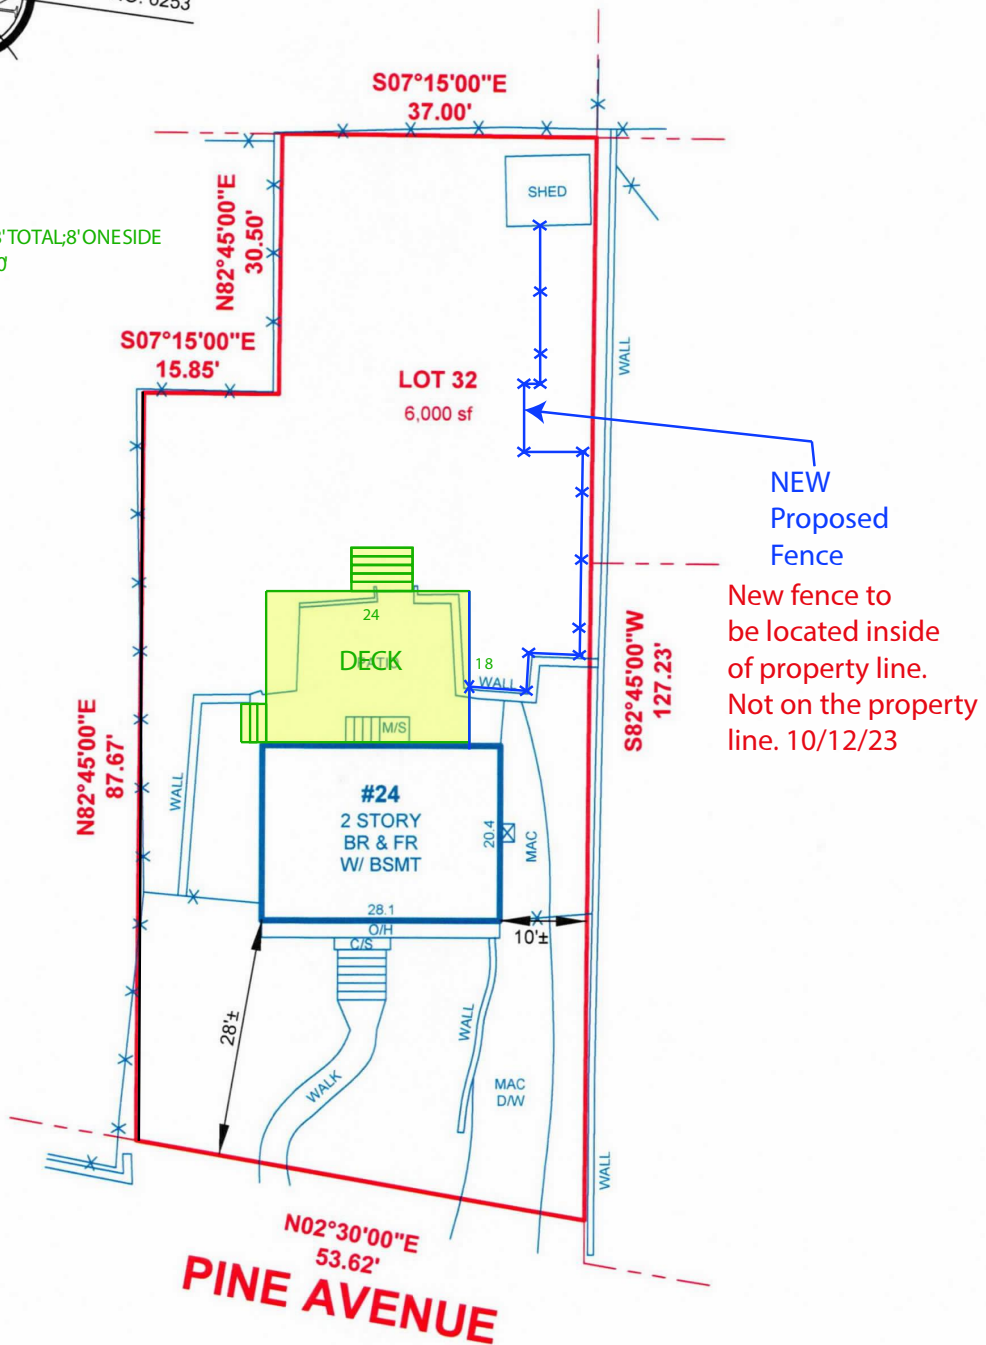 6253
S07°15'00"E
37.00'
SHED
N82°45'00"E
30.50'
TOTAL;8' ONE SIDE
S07°15'00"E
15.85'
WALL
LOT 32
6,000 sf
NEW
Proposed
Fence
New fence to
be located inside
of property line.
Not on the property
line. 10/12/23
24
DECK
18
WALL
M/S
S82°45'00"W
127.23'
N82°45'00"E
87.67'
WALL
#24
2 STORY
BR & FR
W/ BSMT
20.4
MAC
28.1
O/H
C/S
10'±
28'±
WALL
WALK
MAC
D/W
WALL
N02°30'00"E
53.62'
PINE AVENUE